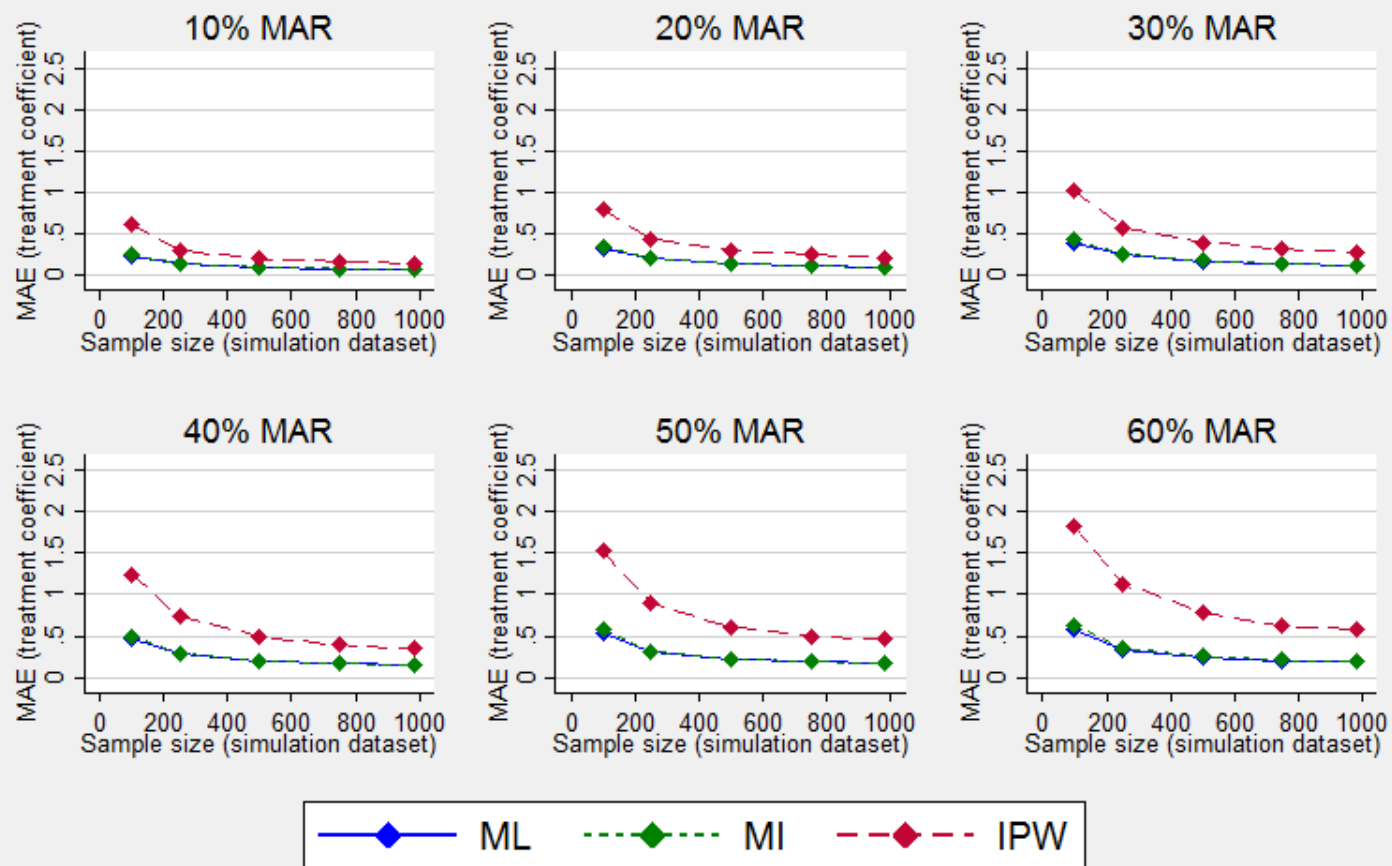 10% MAR
20% MAR
30% MAR
MAE (treatment coefficient)
0 .5 1 1.5 2 2.5
MAE (treatment coefficient)
0 .5 1 1.5 2 2.5
MAE (treatment coefficient)
0 .5 1 1.5 2 2.5
0 200 400 600 800 1000
0 200 400 600 800 1000
0 200 400 600 800 1000
Sample size (simulation dataset)
Sample size (simulation dataset)
Sample size (simulation dataset)
40% MAR
50% MAR
60% MAR
MAE (treatment coefficient)
0 .5 1 1.5 2 2.5
MAE (treatment coefficient)
0 .5 1 1.5 2 2.5
MAE (treatment coefficient)
0 .5 1 1.5 2 2.5
0 200 400 600 800 1000
0 200 400 600 800 1000
0 200 400 600 800 1000
Sample size (simulation dataset)
Sample size (simulation dataset)
Sample size (simulation dataset)
ML MI IPW